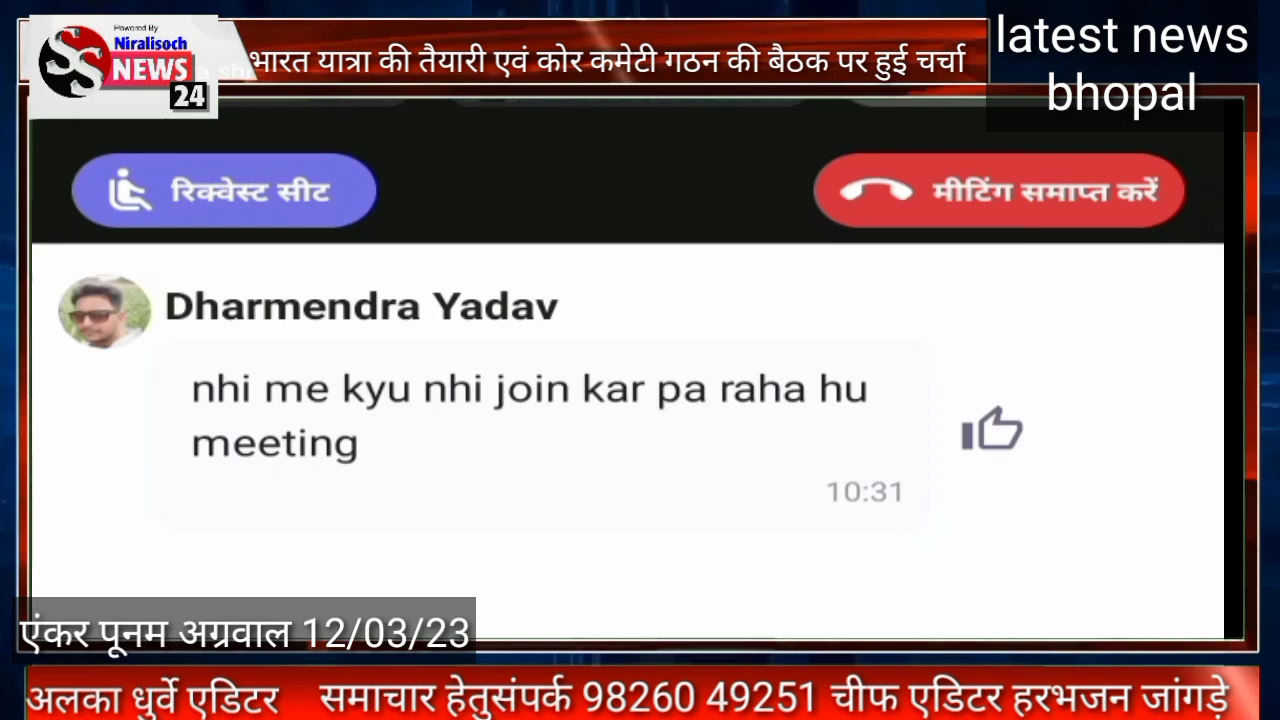 Powered By
Niralisoch
NEWS
24
भारत यात्रा की तैयारी एवं कोर कमेटी गठन की बैठक पर हुई चर्चा
latest news
bhopal
रिक्वेस्ट सीट
मीटिंग समाप्त करें
Dharmendra Yadav
nhi me kyu nhi join kar pa raha hu
meeting
10:31
एंकर पूनम अग्रवाल 12/03/23
अलका धुर्वे एडिटर समाचार हेतुसंपर्क 98260 49251 चीफ एडिटर हरभजन जांगड़े